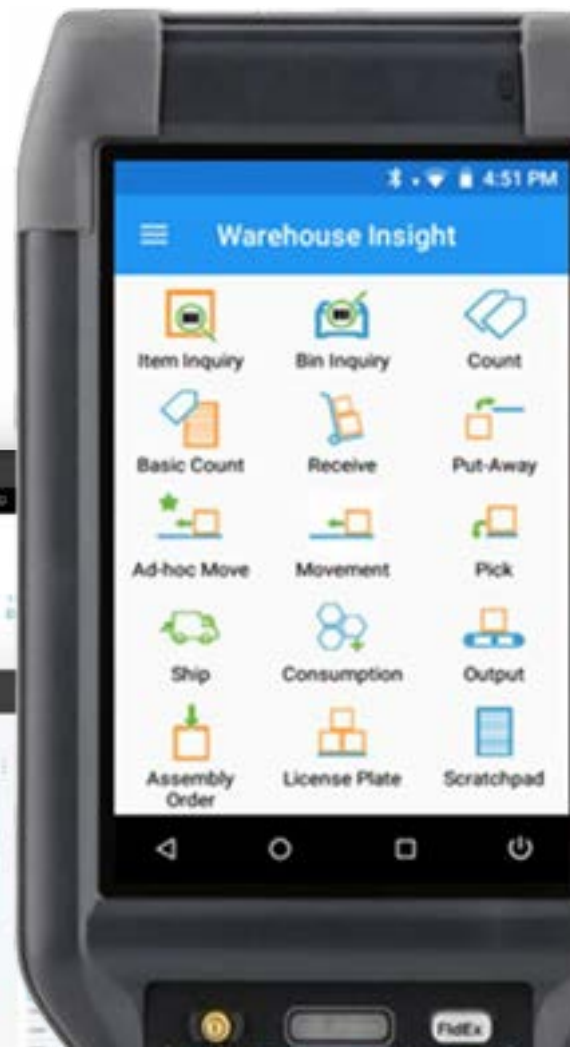 4:51 PM
Warehouse Insight
Item Inquiry
Bin Inquiry
Count
Basic Count
Receive
Put-Away
Ad-hoc Move
Movement
Pick
Ship
Consumption
Output
Assembly
Order
License Plate
Scratchpad
FldEx